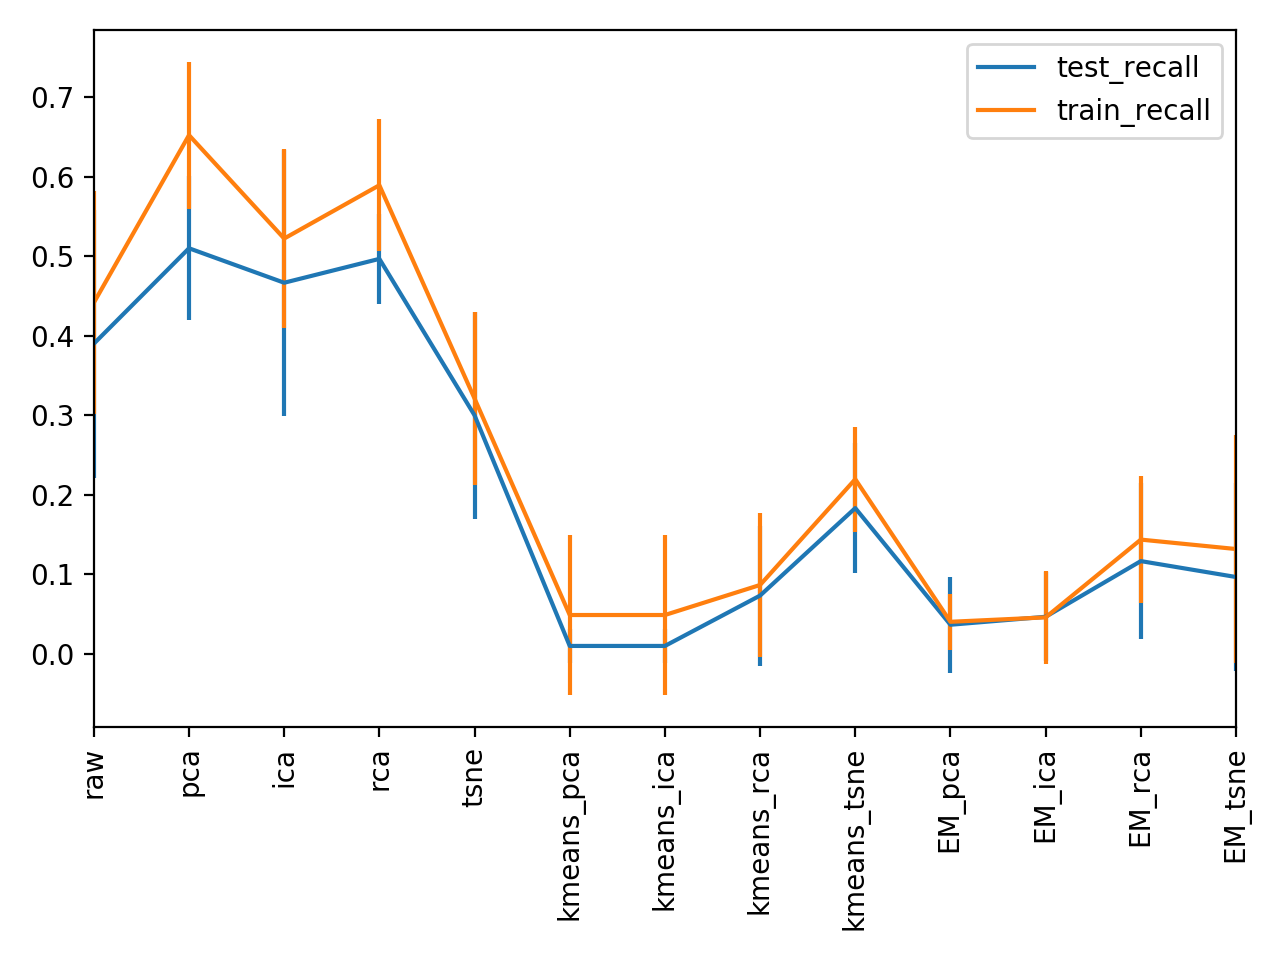 test_recall
train_recall
0.7
0.6
0.5
0.4
0.3
0.2
0.1
0.0
raw
pca
ica
rca
tsne
kmeans_pca
kmeans_ica
kmeans_rca
kmeans_tsne
EM_pca
EM_ica
EM_rca
EM_tsne